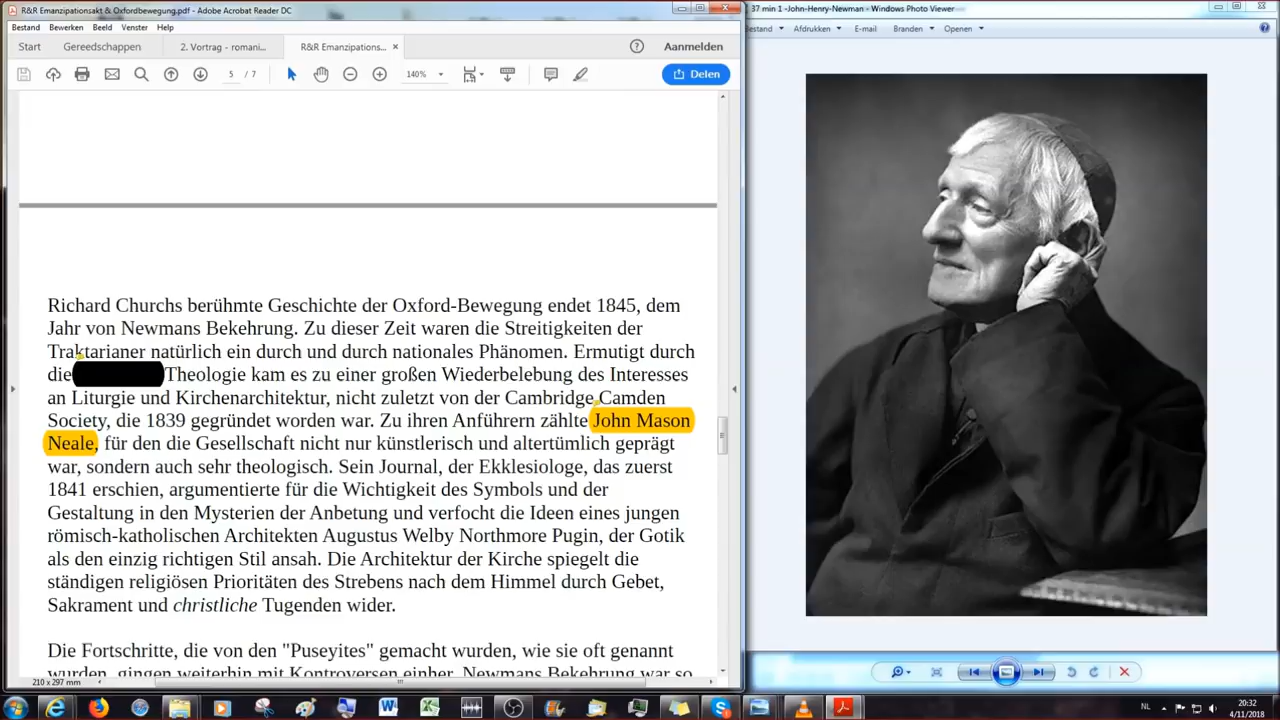 R&R Emanzipationsakt & Oxfordbewegung.pdf - Adobe Acrobat Reader DC
Bestand Bewerken Beeld Venster Help
Start Gereedschappen 2. Vortrag - romani... R&R Emanzipations... × Aanmelden
5 / 7 140% Delen
Richard Churchs berühmte Geschichte der Oxford-Bewegung endet 1845, dem
Jahr von Newmans Bekehrung. Zu dieser Zeit waren die Streitigkeiten der
Traktarianer natürlich ein durch und durch nationales Phänomen. Ermutigt durch
die Theologie kam es zu einer großen Wiederbelebung des Interesses
an Liturgie und Kirchenarchitektur, nicht zuletzt von der Cambridge Camden
Society, die 1839 gegründet worden war. Zu ihren Anführern zählte John Mason
Neale, für den die Gesellschaft nicht nur künstlerisch und altertümlich geprägt
war, sondern auch sehr theologisch. Sein Journal, der Ekklesiologe, das zuerst
1841 erschien, argumentierte für die Wichtigkeit des Symbols und der
Gestaltung in den Mysterien der Anbetung und verfocht die Ideen eines jungen
römisch-katholischen Architekten Augustus Welby Northmore Pugin, der Gotik
als den einzig richtigen Stil ansah. Die Architektur der Kirche spiegelt die
ständigen religiösen Prioritäten des Strebens nach dem Himmel durch Gebet,
Sakrament und christliche Tugenden wider.
Die Fortschritte, die von den "Puseyites" gemacht wurden, wie sie oft genannt
wurden, gingen weiterhin mit Kontroversen einher. Newmans Bekehrung war so
210 x 297 mm
37 min 1 -John-Henry-Newman - Windows Photo Viewer
Bestand Afdrukken E-mail Branden Openen
NL 20:32
4/11/2018